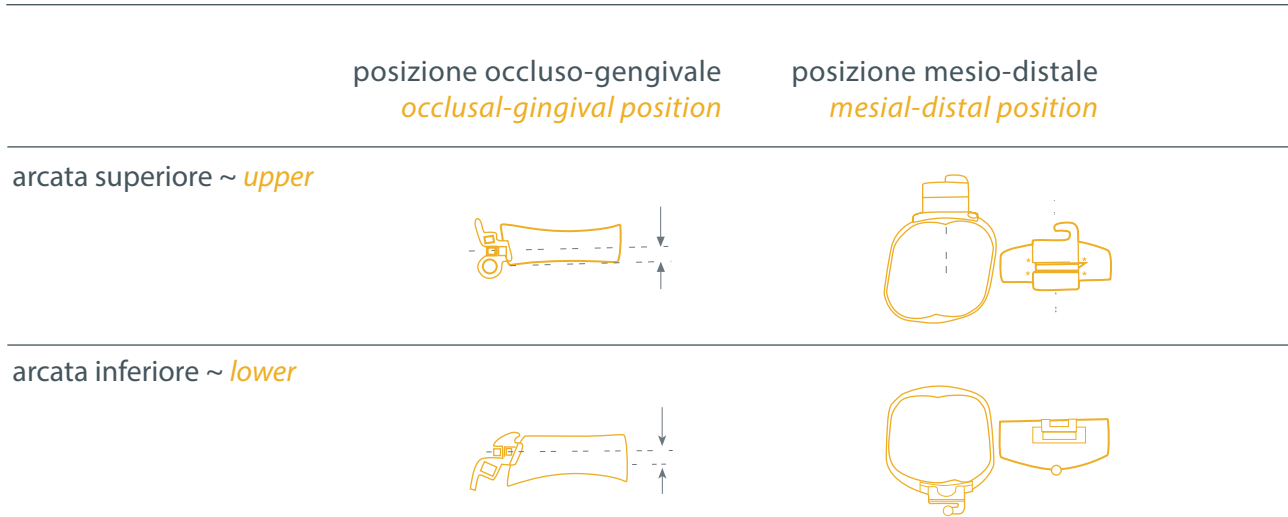 posizione occluso-gengivale
occlusal-gingival position
posizione mesio-distale
mesial-distal position
arcata superiore ~ upper
arcata inferiore ~ lower